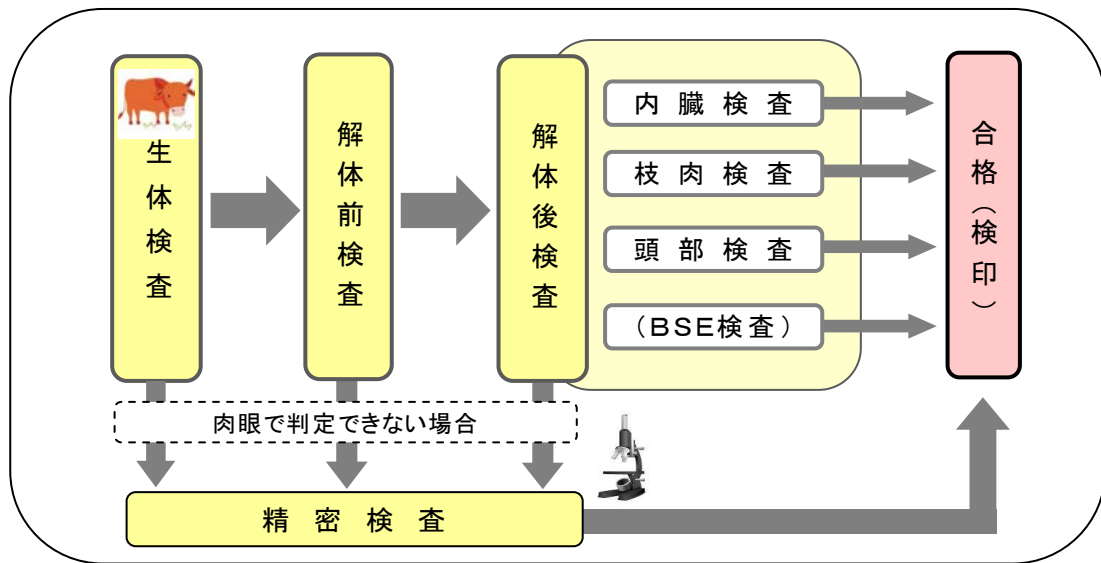 生体検査
解体前検査
解体後検査
内臓検査
枝肉検査
頭部検査
（BSE検査）
合格（検印）
肉眼で判定できない場合
精密検査